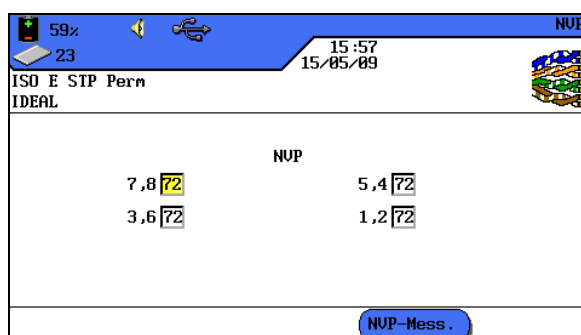 59% NVP
23 15:57
15/05/09
ISO E STP Perm
IDEAL
NVP
7,8 72 5,4 72
3,6 72 1,2 72
NVP-Mess.